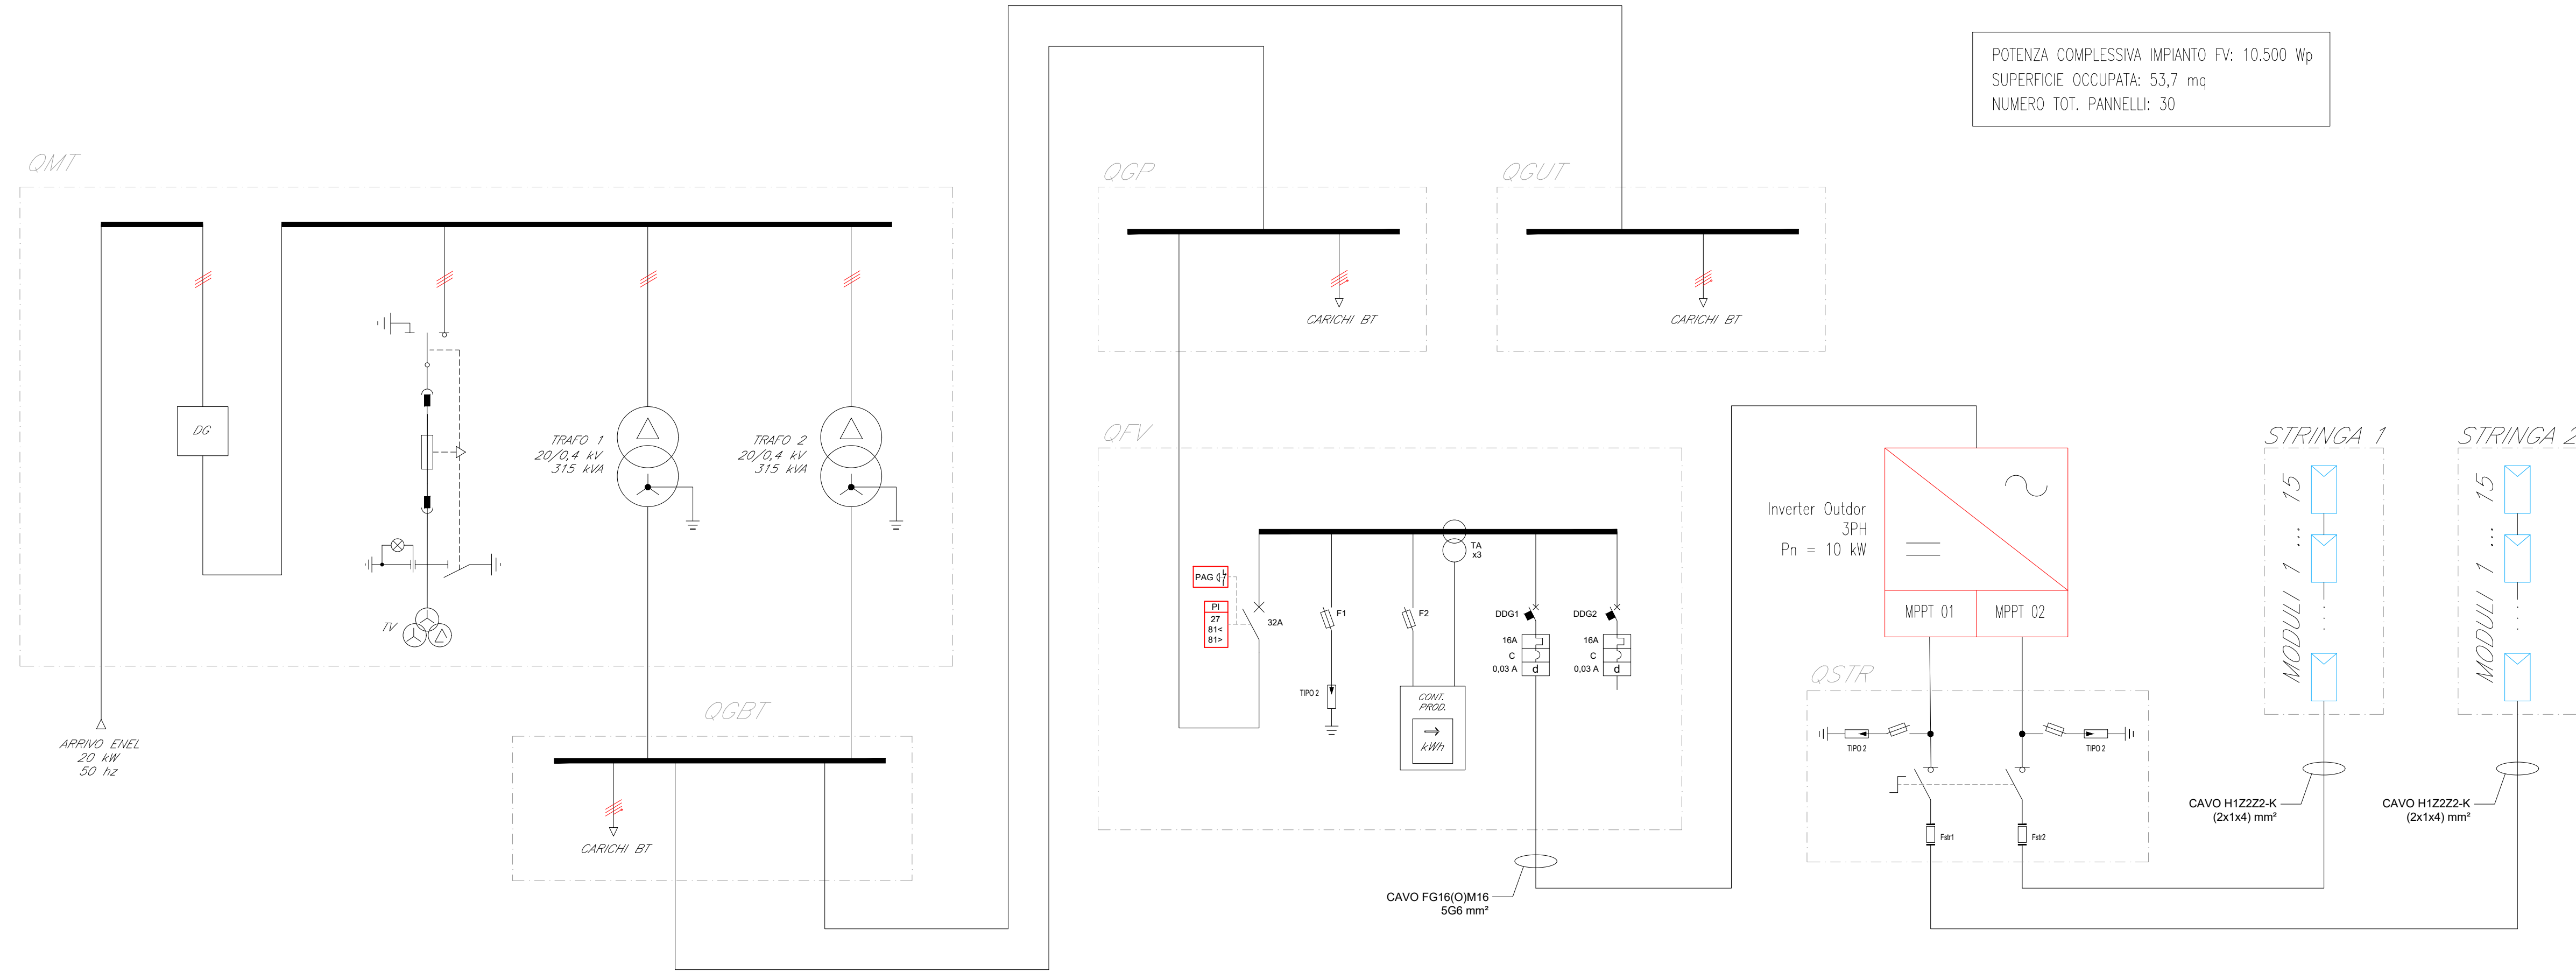 POTENZA COMPLESSIVA IMPIANTO FV: 10.500 Wp
SUPERFICIE OCCUPATA: 53,7 mq
NUMERO TOT. PANNELLI: 30
QMT
DG
TV
TRAFO 1
20/0,4 kV
315 kVA
TRAFO 2
20/0,4 kV
315 kVA
ARRIVO ENEL
20 kW
50 hz
QGBT
CARICHI BT
QGP
CARICHI BT
QGUT
CARICHI BT
QFV
PAG
PI
27
81<
81>
32A
F1
TIPO 2
F2
TA
x3
CONT.
PROD.
kWh
DDG1
16A
C
0,03 A
d
DDG2
16A
C
0,03 A
d
CAVO FG16(O)M16
5G6 mm²
Inverter Outdor
3PH
Pn = 10 kW
MPPT 01
MPPT 02
QSTR
TIPO 2
TIPO 2
Fstr1
Fstr2
STRINGA 1
MODULI 1 ... 15
CAVO H1Z2Z2-K
(2x1x4) mm²
STRINGA 2
MODULI 1 ... 15
CAVO H1Z2Z2-K
(2x1x4) mm²